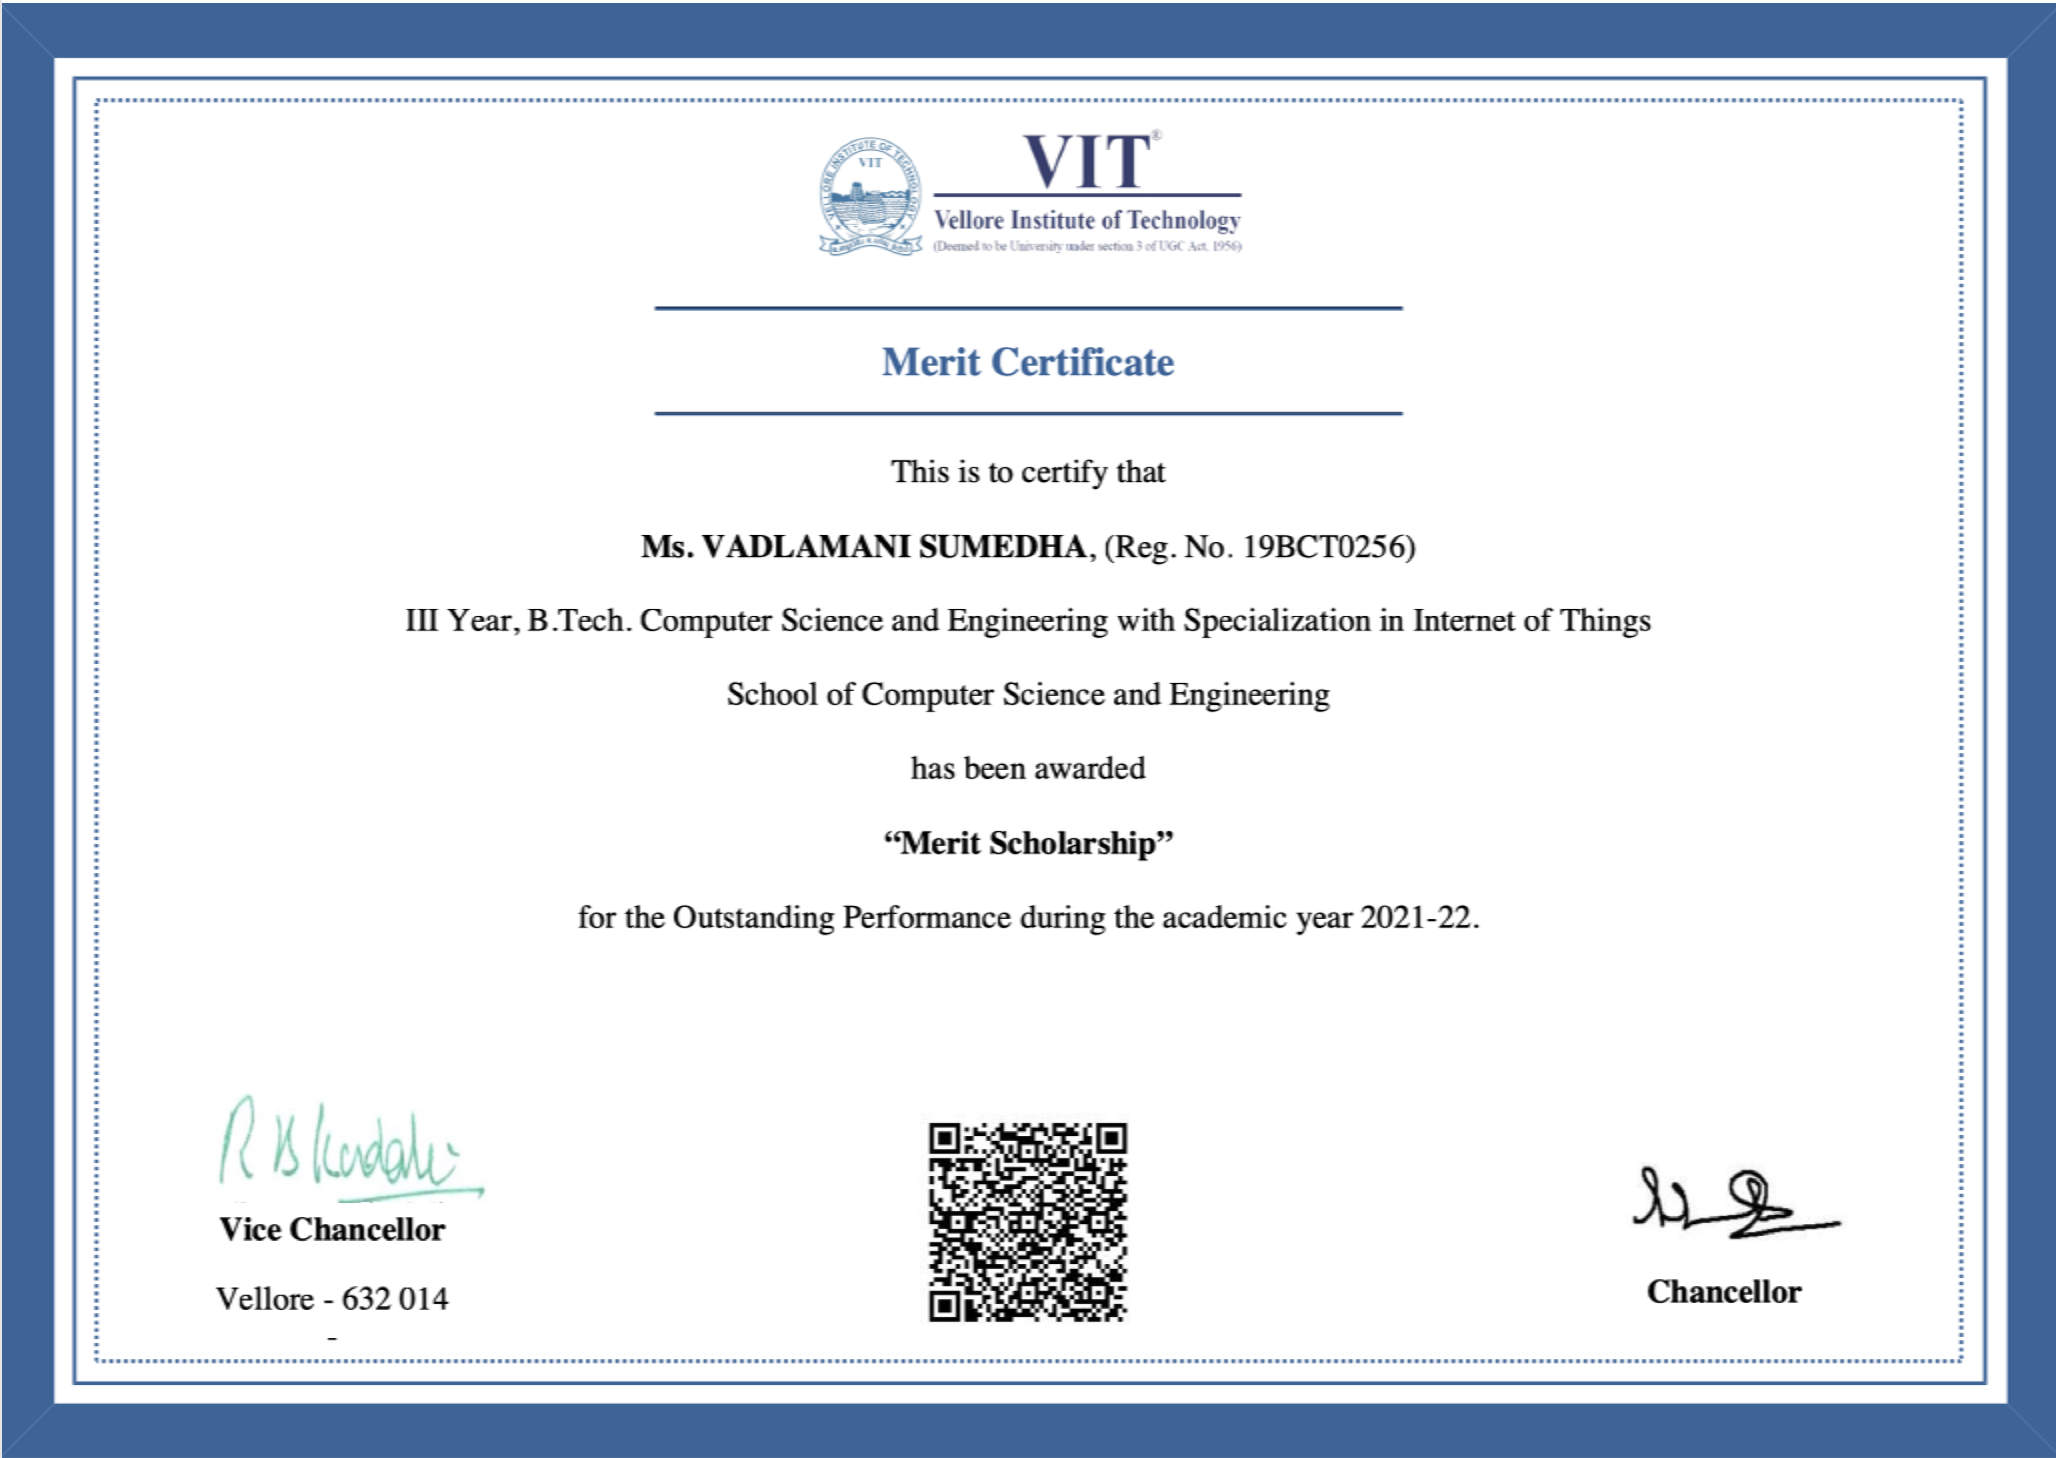 VELLORE INSTITUTE OF TECHNOLOGY
VIT
VIT®
Vellore Institute of Technology
(Deemed to be University under section 3 of UGC Act, 1956)
Merit Certificate
This is to certify that
Ms. VADLAMANI SUMEDHA, (Reg. No. 19BCT0256)
III Year, B.Tech. Computer Science and Engineering with Specialization in Internet of Things
School of Computer Science and Engineering
has been awarded
“Merit Scholarship”
for the Outstanding Performance during the academic year 2021-22.
Vice Chancellor
Vellore - 632 014
-
Chancellor